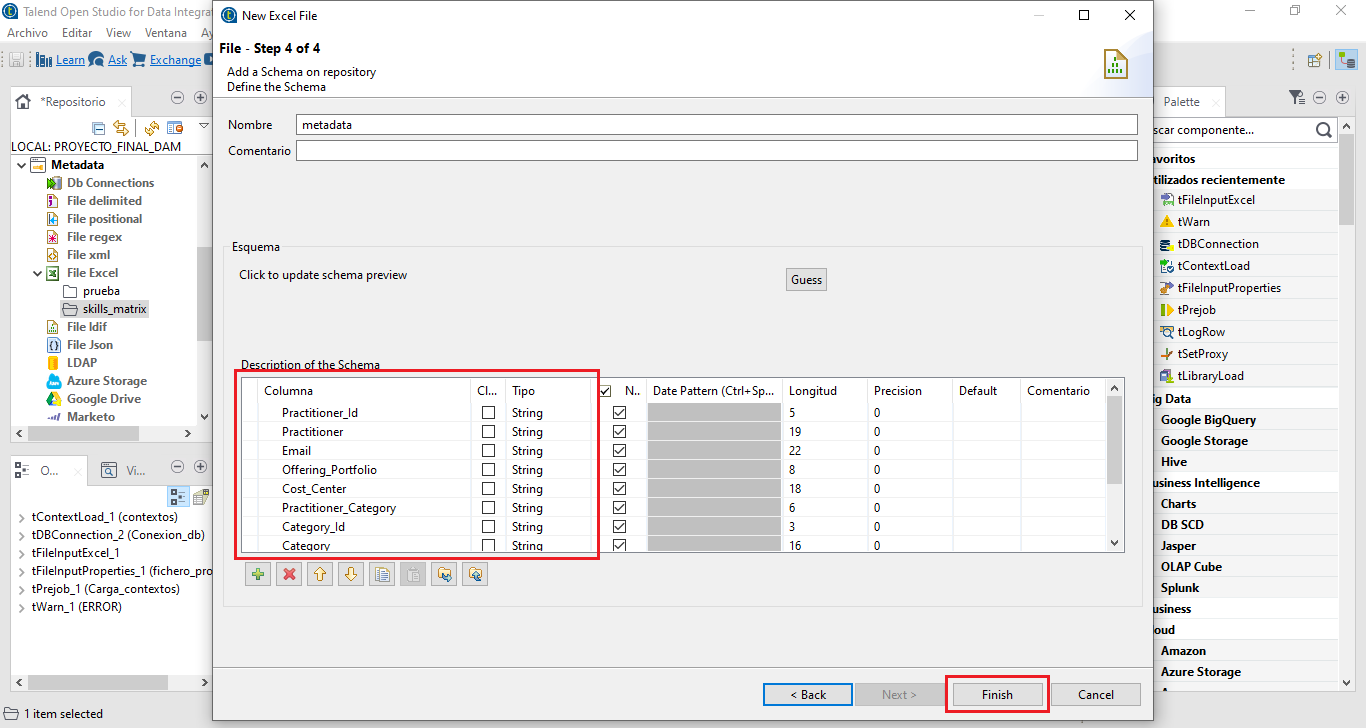 Talend Open Studio for Data Integrat
Archivo Editar View Ventana Ay
Learn Ask Exchange
*Repositorio
LOCAL: PROYECTO_FINAL_DAM
Metadata
Db Connections
File delimited
File positional
File regex
File xml
File Excel
prueba
skills_matrix
File ldif
File Json
LDAP
Azure Storage
Google Drive
Marketo
O... Vi...
tContextLoad_1 (contextos)
tDBConnection_2 (Conexion_db)
tFileInputExcel_1
tFileInputProperties_1 (fichero_pro
tPrejob_1 (Carga_contextos)
tWarn_1 (ERROR)
1 item selected
New Excel File
File - Step 4 of 4
Add a Schema on repository
Define the Schema
Nombre metadata
Comentario
Esquema
Click to update schema preview
Guess
Description of the Schema
Columna Cl... Tipo N.. Date Pattern (Ctrl+Sp... Longitud Precision Default Comentario
Practitioner_Id String 5 0
Practitioner String 19 0
Email String 22 0
Offering_Portfolio String 8 0
Cost_Center String 18 0
Practitioner_Category String 6 0
Category_Id String 3 0
Category String 16 0
< Back Next > Finish Cancel
Palette
scar componente...
avoritos
tilizados recientemente
tFileInputExcel
tWarn
tDBConnection
tContextLoad
tFileInputProperties
tPrejob
tLogRow
tSetProxy
tLibraryLoad
ig Data
Google BigQuery
Google Storage
Hive
usiness Intelligence
Charts
DB SCD
Jasper
OLAP Cube
Splunk
usiness
loud
Amazon
Azure Storage